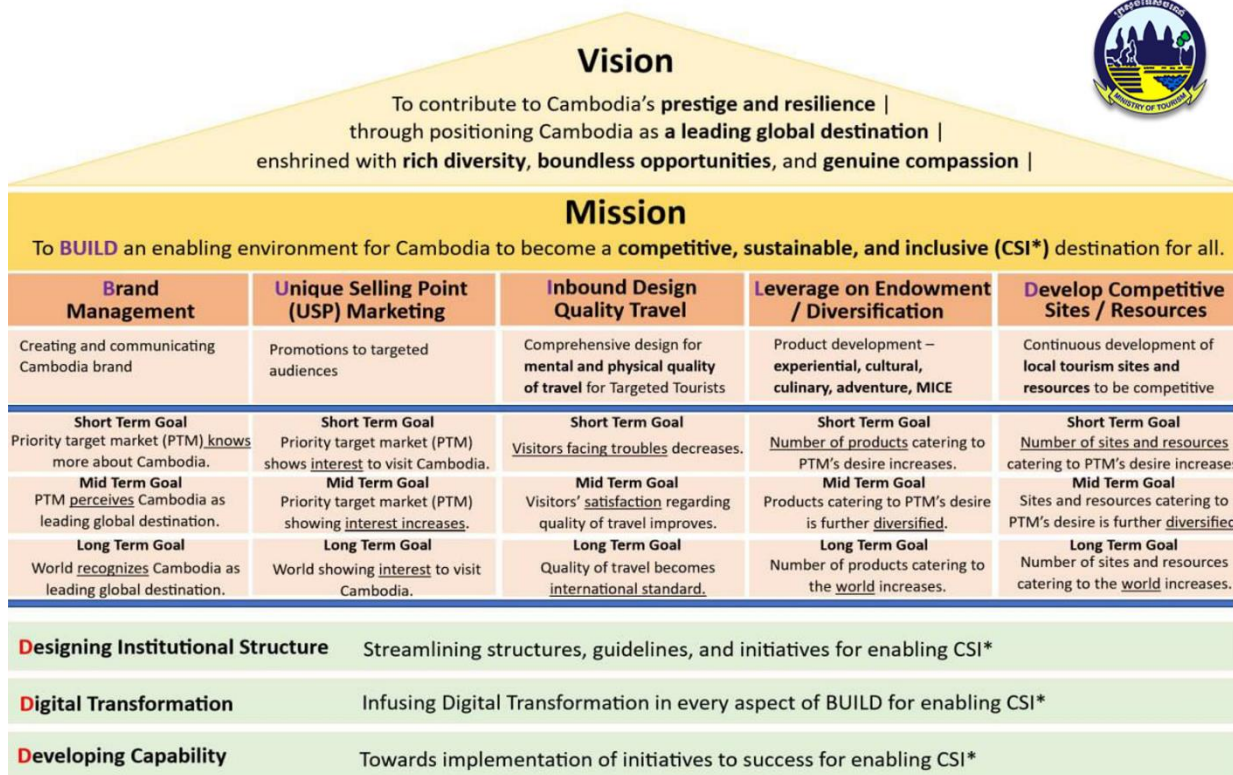 ក្រសួងទេសចរណ៍
MINISTRY OF TOURISM
Vision
To contribute to Cambodia's prestige and resilience |
through positioning Cambodia as a leading global destination |
enshrined with rich diversity, boundless opportunities, and genuine compassion |
Mission
To BUILD an enabling environment for Cambodia to become a competitive, sustainable, and inclusive (CSI*) destination for all.
Brand
Management
Unique Selling Point
(USP) Marketing
Inbound Design
Quality Travel
Leverage on Endowment
/ Diversification
Develop Competitive
Sites / Resources
Creating and communicating
Cambodia brand
Promotions to targeted
audiences
Comprehensive design for
mental and physical quality
of travel for Targeted Tourists
Product development –
experiential, cultural,
culinary, adventure, MICE
Continuous development of
local tourism sites and
resources to be competitive
Short Term Goal
Priority target market (PTM) knows
more about Cambodia.
Short Term Goal
Priority target market (PTM)
shows interest to visit Cambodia.
Short Term Goal
Visitors facing troubles decreases.
Short Term Goal
Number of products catering to
PTM's desire increases.
Short Term Goal
Number of sites and resources
catering to PTM's desire increases
Mid Term Goal
PTM perceives Cambodia as
leading global destination.
Mid Term Goal
Priority target market (PTM)
showing interest increases.
Mid Term Goal
Visitors' satisfaction regarding
quality of travel improves.
Mid Term Goal
Products catering to PTM's desire
is further diversified.
Mid Term Goal
Sites and resources catering to
PTM's desire is further diversified
Long Term Goal
World recognizes Cambodia as
leading global destination.
Long Term Goal
World showing interest to visit
Cambodia.
Long Term Goal
Quality of travel becomes
international standard.
Long Term Goal
Number of products catering to
the world increases.
Long Term Goal
Number of sites and resources
catering to the world increases.
Designing Institutional Structure Streamlining structures, guidelines, and initiatives for enabling CSI*
Digital Transformation Infusing Digital Transformation in every aspect of BUILD for enabling CSI*
Developing Capability Towards implementation of initiatives to success for enabling CSI*